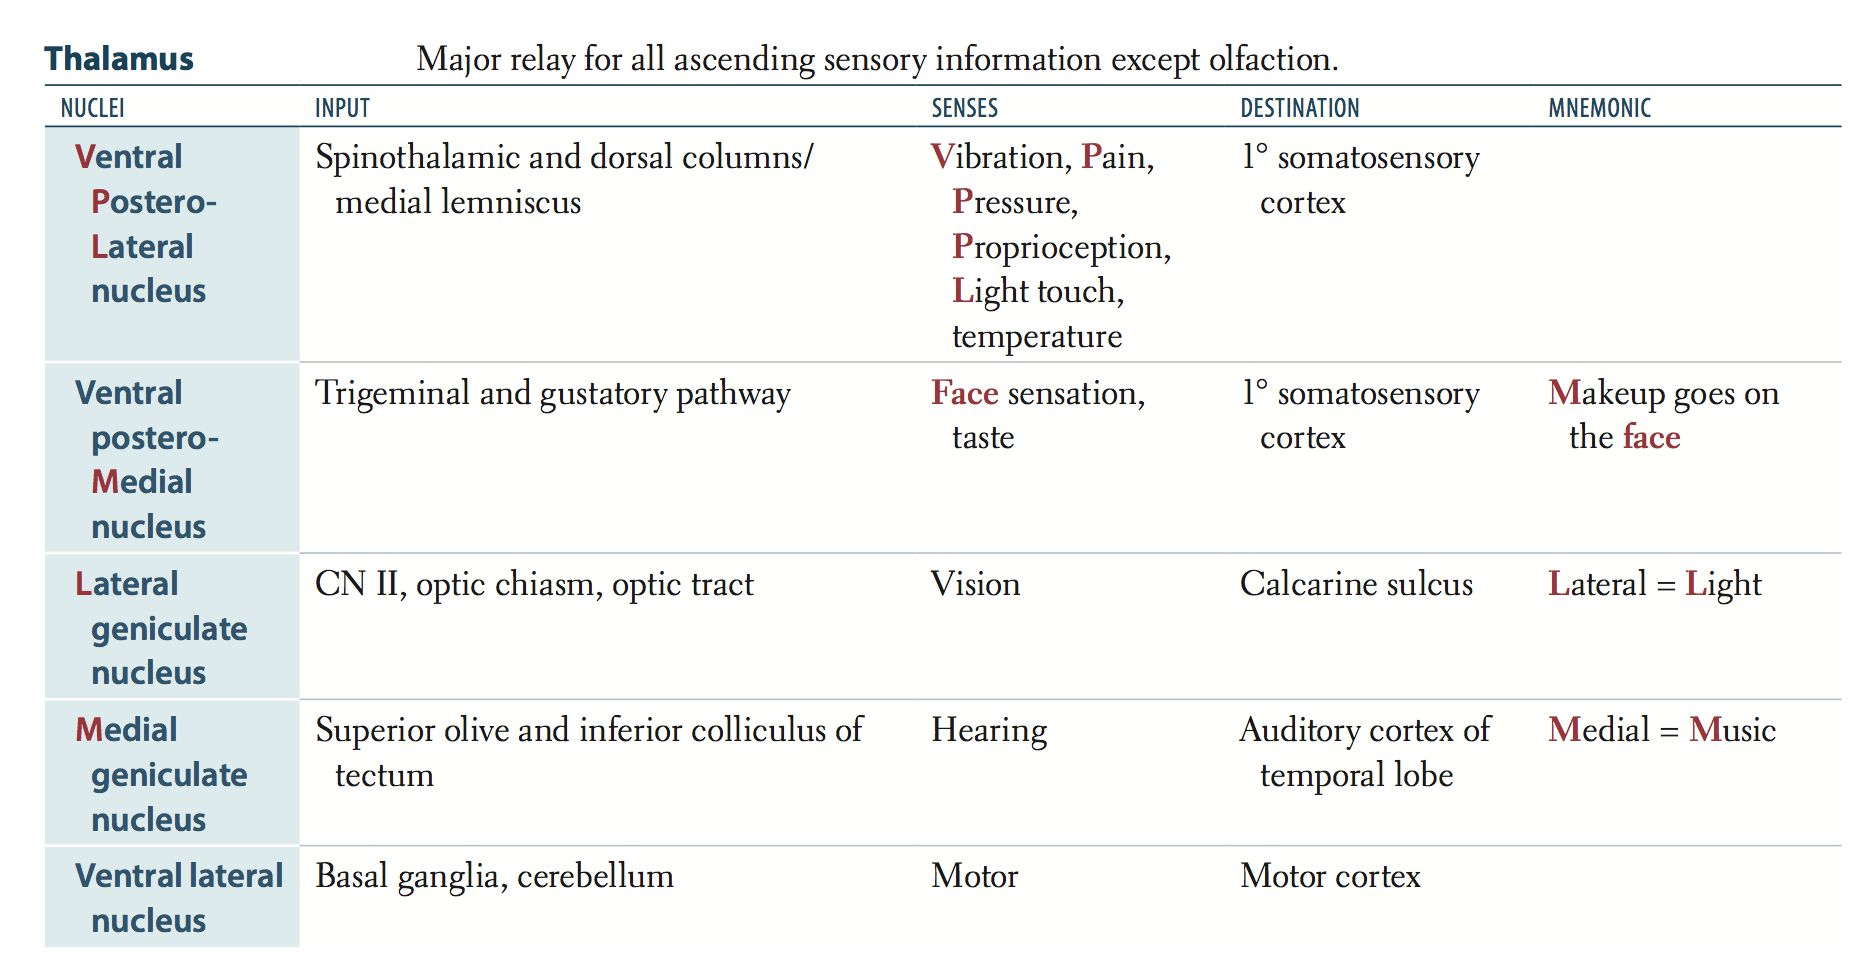 Thalamus Major relay for all ascending sensory information except olfaction.
NUCLEI INPUT SENSES DESTINATION MNEMONIC
Ventral Spinothalamic and dorsal columns/ Vibration, Pain, 1° somatosensory
Postero- medial lemniscus Pressure, cortex
Lateral Proprioception,
nucleus Light touch,
temperature
Ventral Trigeminal and gustatory pathway Face sensation, 1° somatosensory Makeup goes on
postero- taste cortex the face
Medial
nucleus
Lateral CN II, optic chiasm, optic tract Vision Calcarine sulcus Lateral = Light
geniculate
nucleus
Medial Superior olive and inferior colliculus of Hearing Auditory cortex of Medial = Music
geniculate tectum temporal lobe
nucleus
Ventral lateral Basal ganglia, cerebellum Motor Motor cortex
nucleus